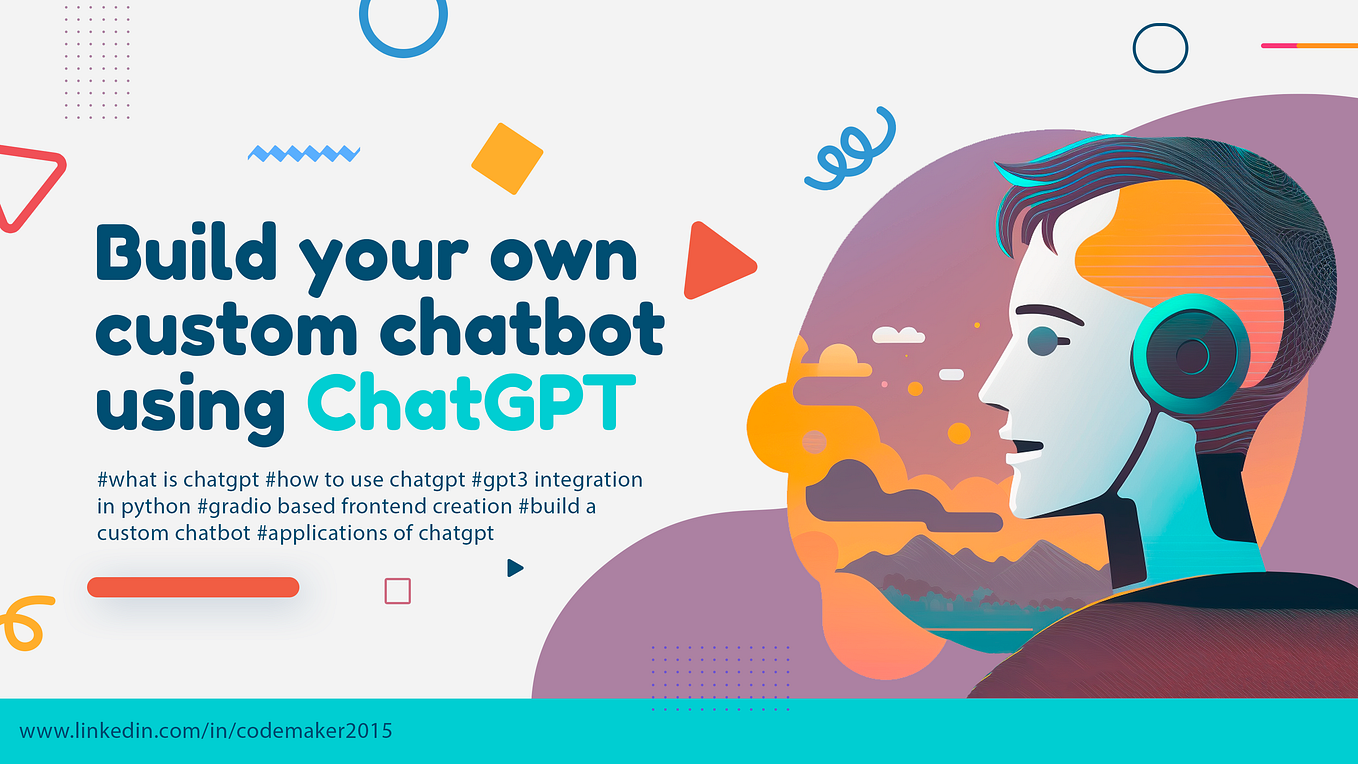 Build your own
custom chatbot
using ChatGPT
#what is chatgpt #how to use chatgpt #gpt3 integration
in python #gradio based frontend creation #build a
custom chatbot #applications of chatgpt
www.linkedin.com/in/codemaker2015